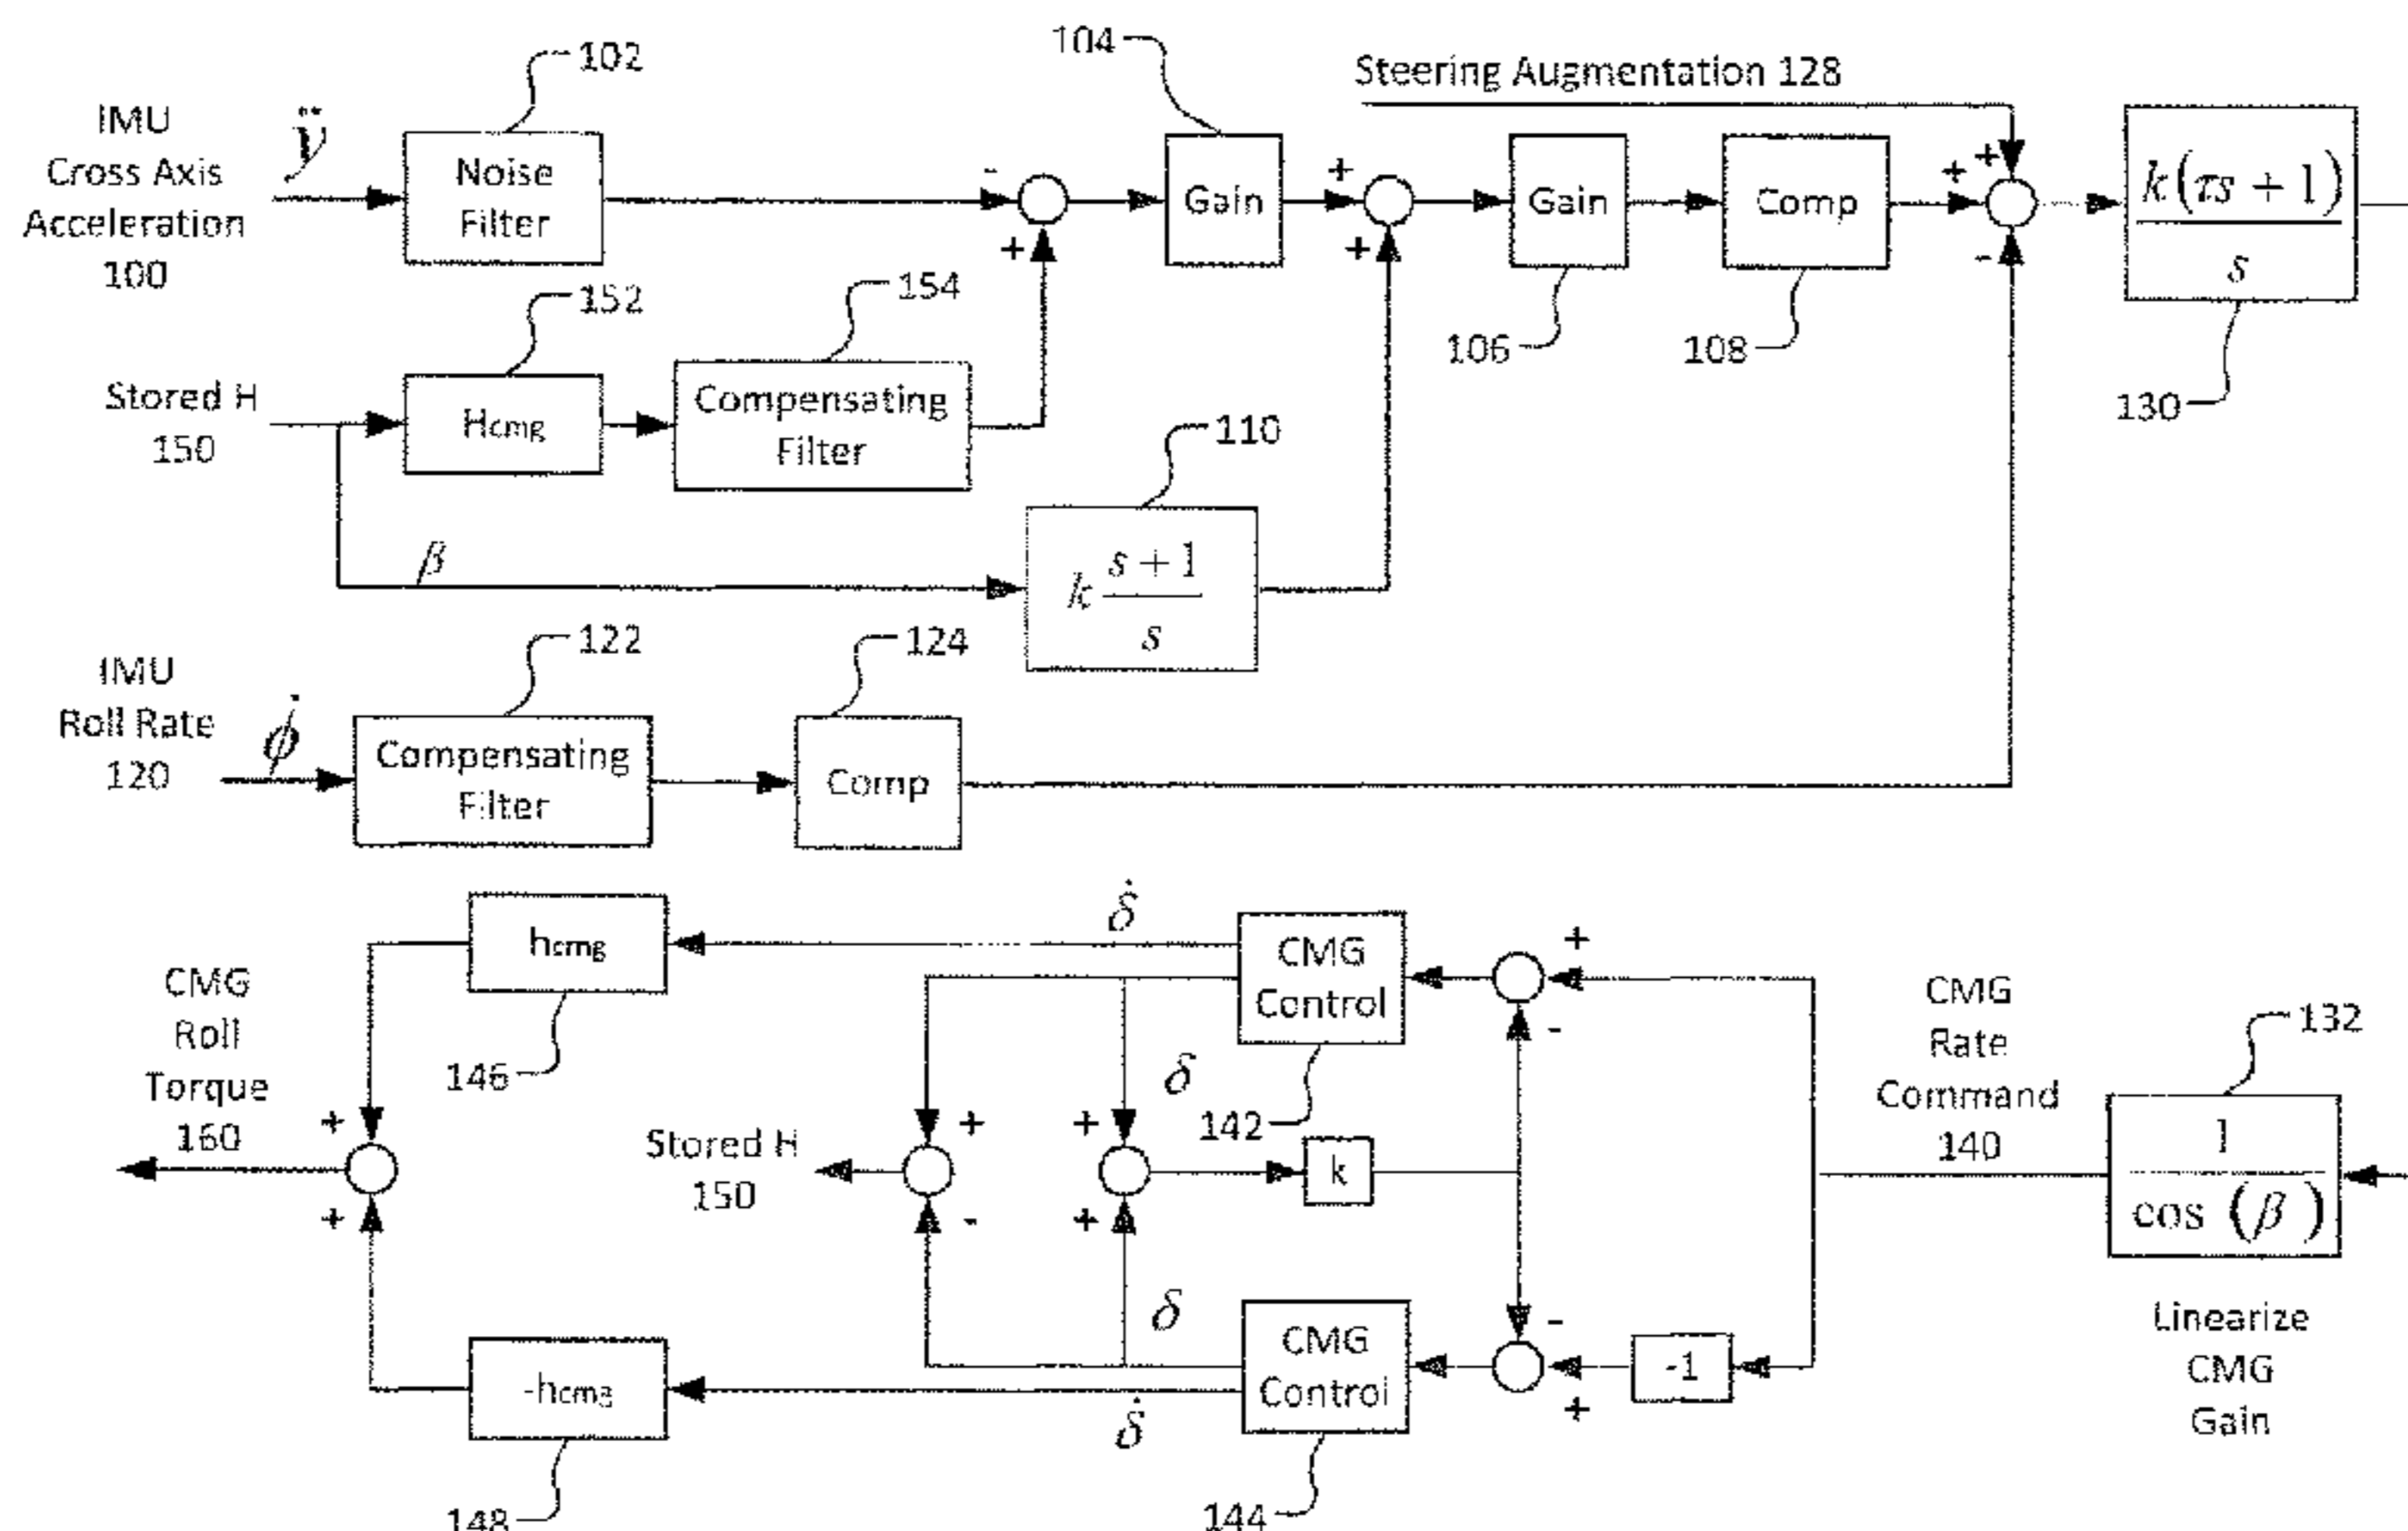 102
104
Steering Augmentation 128
IMU
Cross Axis
Acceleration
100
ÿ
Noise
Filter
-
+
Gain
+
+
Gain
Comp
+
+
-
k(τs + 1)
s
152
154
106
108
130
Stored H
150
Hcmg
Compensating
Filter
110
β
k
s + 1
s
122
124
IMU
Roll Rate
120
ϕ̇
Compensating
Filter
Comp
hcmg
δ̇
CMG
Control
+
-
CMG
Roll
Torque
160
146
δ
142
CMG
Rate
Command
140
132
1
cos (β)
+
+
Stored H
150
+
-
+
+
k
δ
-hcmg
δ̇
CMG
Control
-
+
-1
Linearize
CMG
Gain
148
144